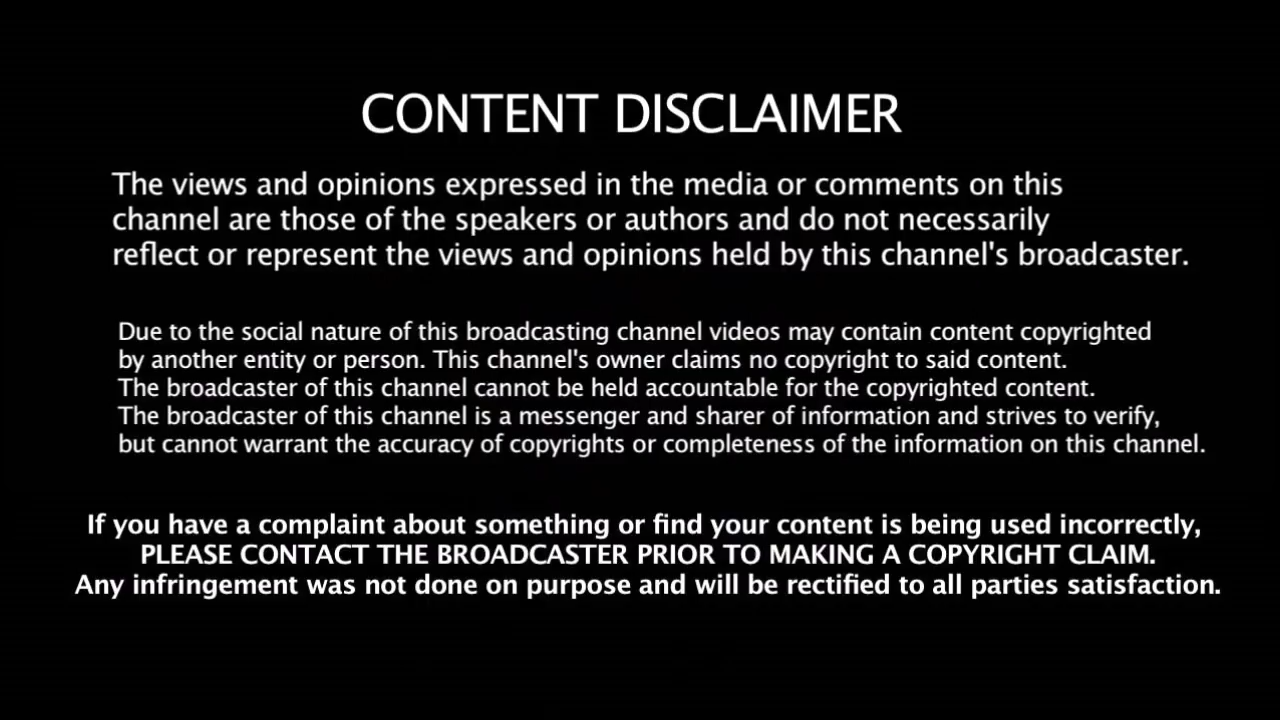 CONTENT DISCLAIMER
The views and opinions expressed in the media or comments on this
channel are those of the speakers or authors and do not necessarily
reflect or represent the views and opinions held by this channel's broadcaster.
Due to the social nature of this broadcasting channel videos may contain content copyrighted
by another entity or person. This channel's owner claims no copyright to said content.
The broadcaster of this channel cannot be held accountable for the copyrighted content.
The broadcaster of this channel is a messenger and sharer of information and strives to verify,
but cannot warrant the accuracy of copyrights or completeness of the information on this channel.
If you have a complaint about something or find your content is being used incorrectly,
PLEASE CONTACT THE BROADCASTER PRIOR TO MAKING A COPYRIGHT CLAIM.
Any infringement was not done on purpose and will be rectified to all parties satisfaction.